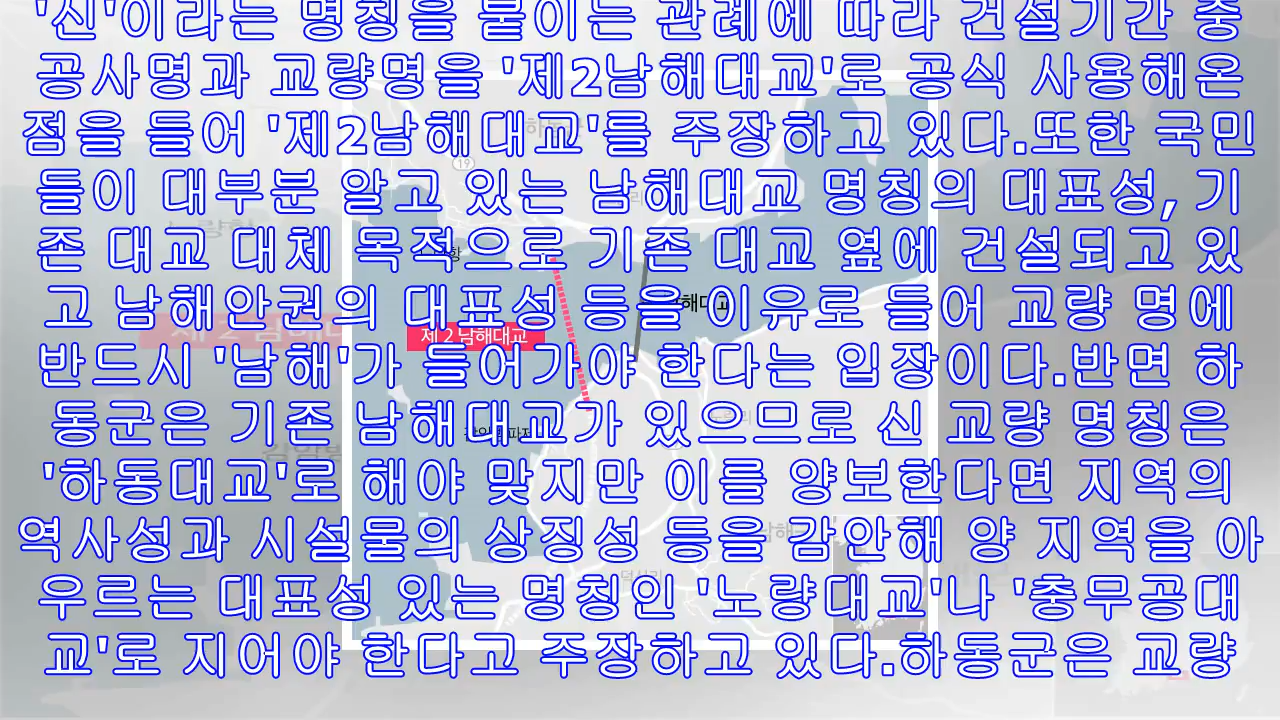 '신'이라는 명칭을 붙이는 관례에 따라 건설기간 중
공사명과 교량명을 '제2남해대교'로 공식 사용해온
점을 들어 '제2남해대교'를 주장하고 있다.또한 국민
들이 대부분 알고 있는 남해대교 명칭의 대표성, 기
존 대교 대체 목적으로 기존 대교 옆에 건설되고 있
고 남해안권의 대표성 등을 이유로 들어 교량 명에
제 2 남해대교
반드시 '남해'가 들어가야 한다는 입장이다.반면 하
동군은 기존 남해대교가 있으므로 신 교량 명칭은
'하동대교'로 해야 맞지만 이를 양보한다면 지역의
역사성과 시설물의 상징성 등을 감안해 양 지역을 아
우르는 대표성 있는 명칭인 '노량대교'나 '충무공대
교'로 지어야 한다고 주장하고 있다.하동군은 교량